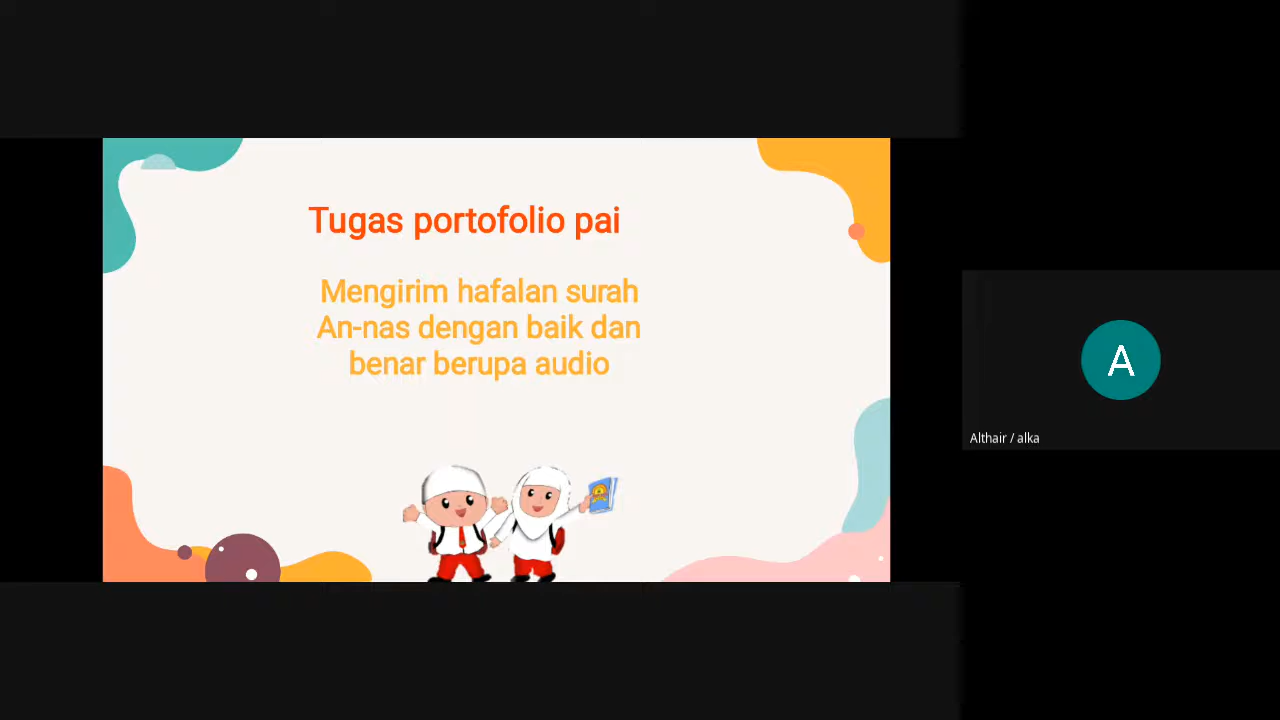 Tugas portofolio pai
Mengirim hafalan surah
An-nas dengan baik dan
benar berupa audio
A
Althair / alka